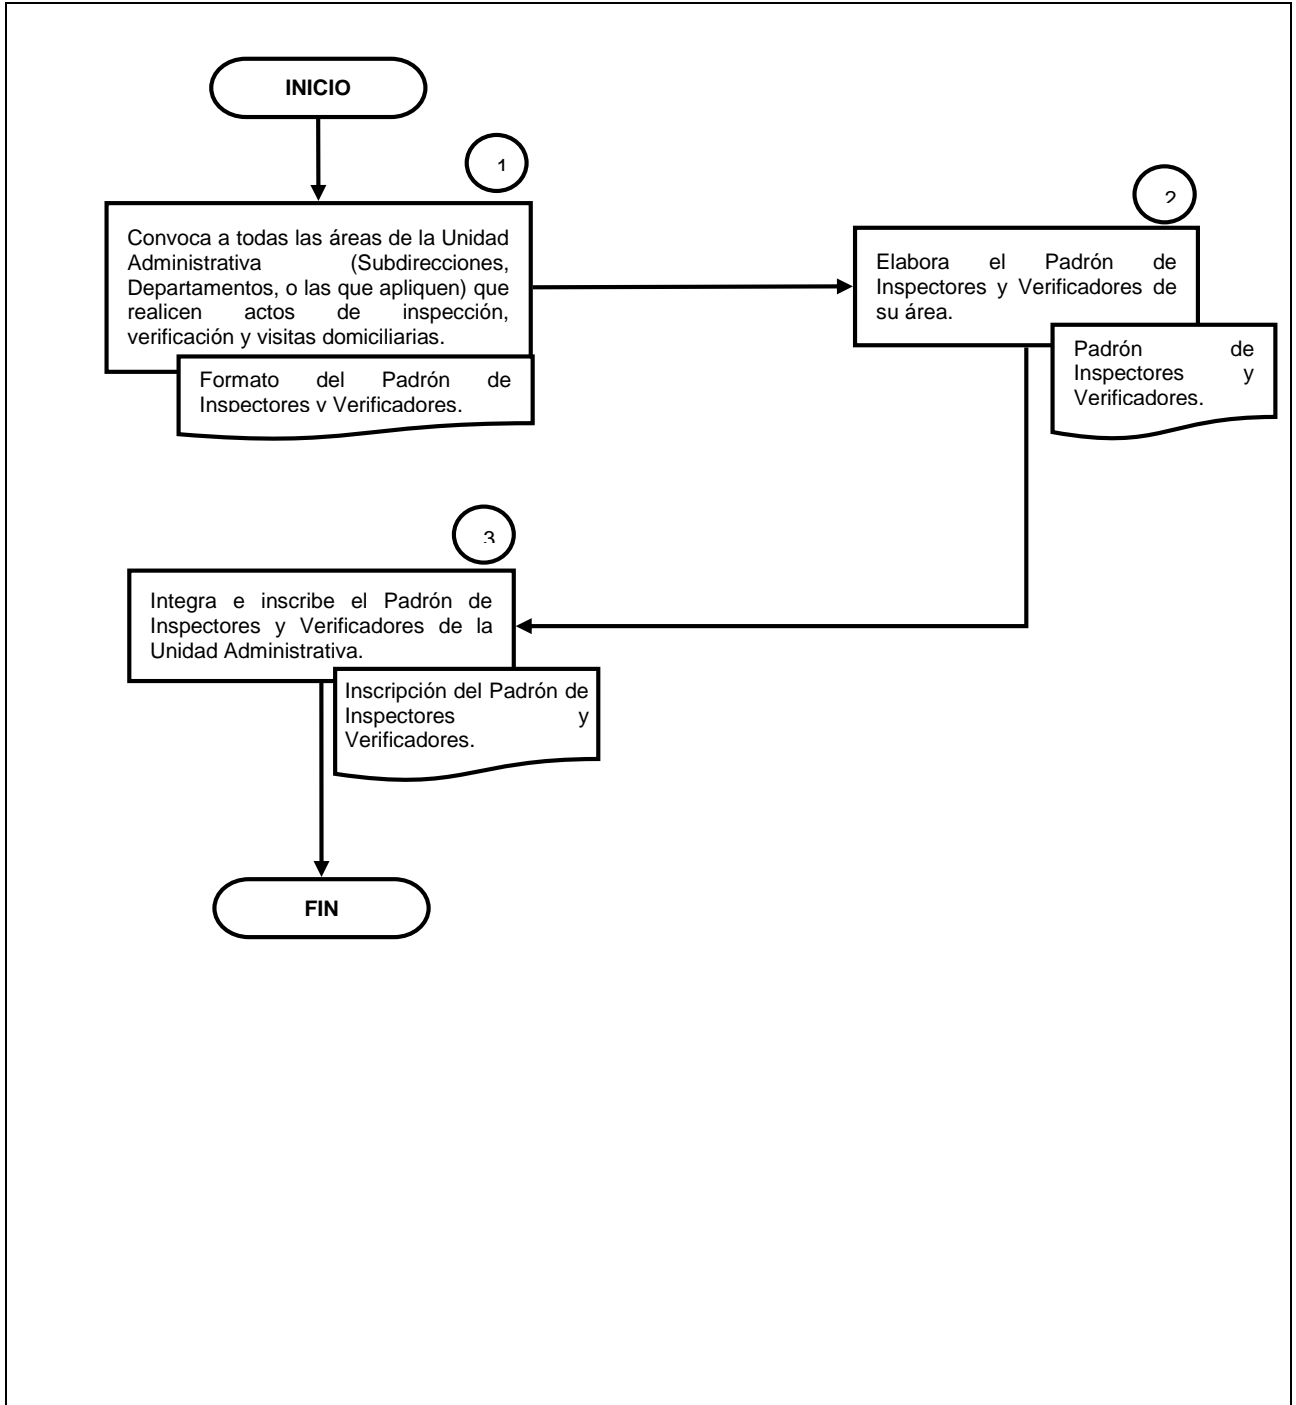 INICIO
1
Convoca a todas las áreas de la Unidad
Administrativa (Subdirecciones,
Departamentos, o las que apliquen) que
realicen actos de inspección,
verificación y visitas domiciliarias.
Formato del Padrón de
Inspectores y Verificadores.
2
Elabora el Padrón de
Inspectores y Verificadores de
su área.
Padrón de
Inspectores y
Verificadores.
3
Integra e inscribe el Padrón de
Inspectores y Verificadores de la
Unidad Administrativa.
Inscripción del Padrón de
Inspectores y
Verificadores.
FIN